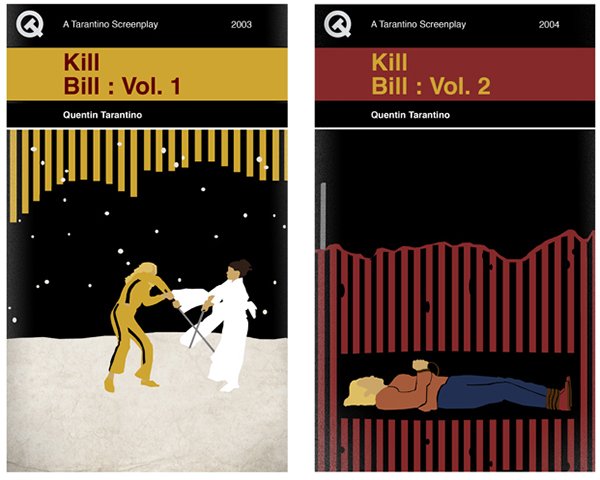 A Tarantino Screenplay 2003
Kill
Bill : Vol. 1
Quentin Tarantino
A Tarantino Screenplay 2004
Kill
Bill : Vol. 2
Quentin Tarantino